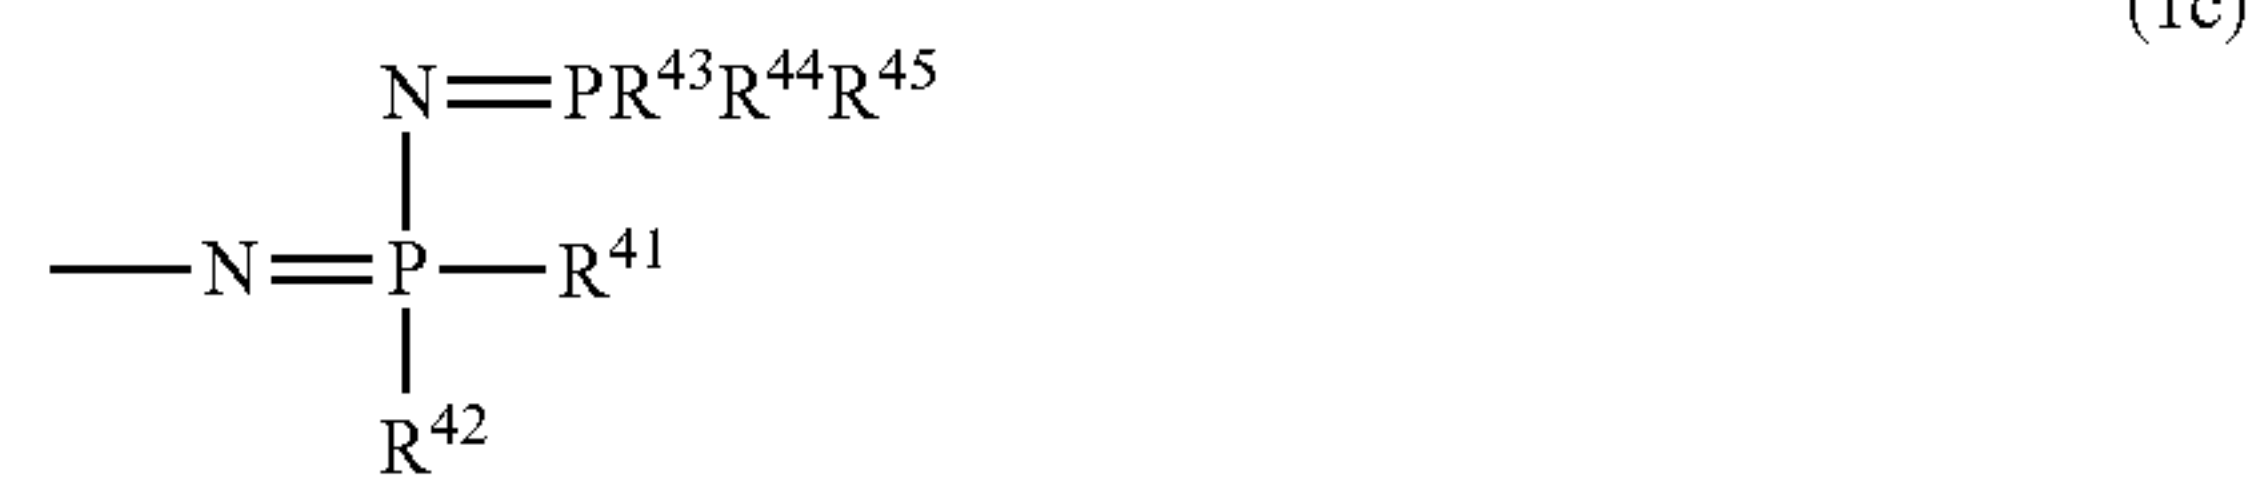 (1c)
N=PR⁴³R⁴⁴R⁴⁵
—N=P—R⁴¹
R⁴²